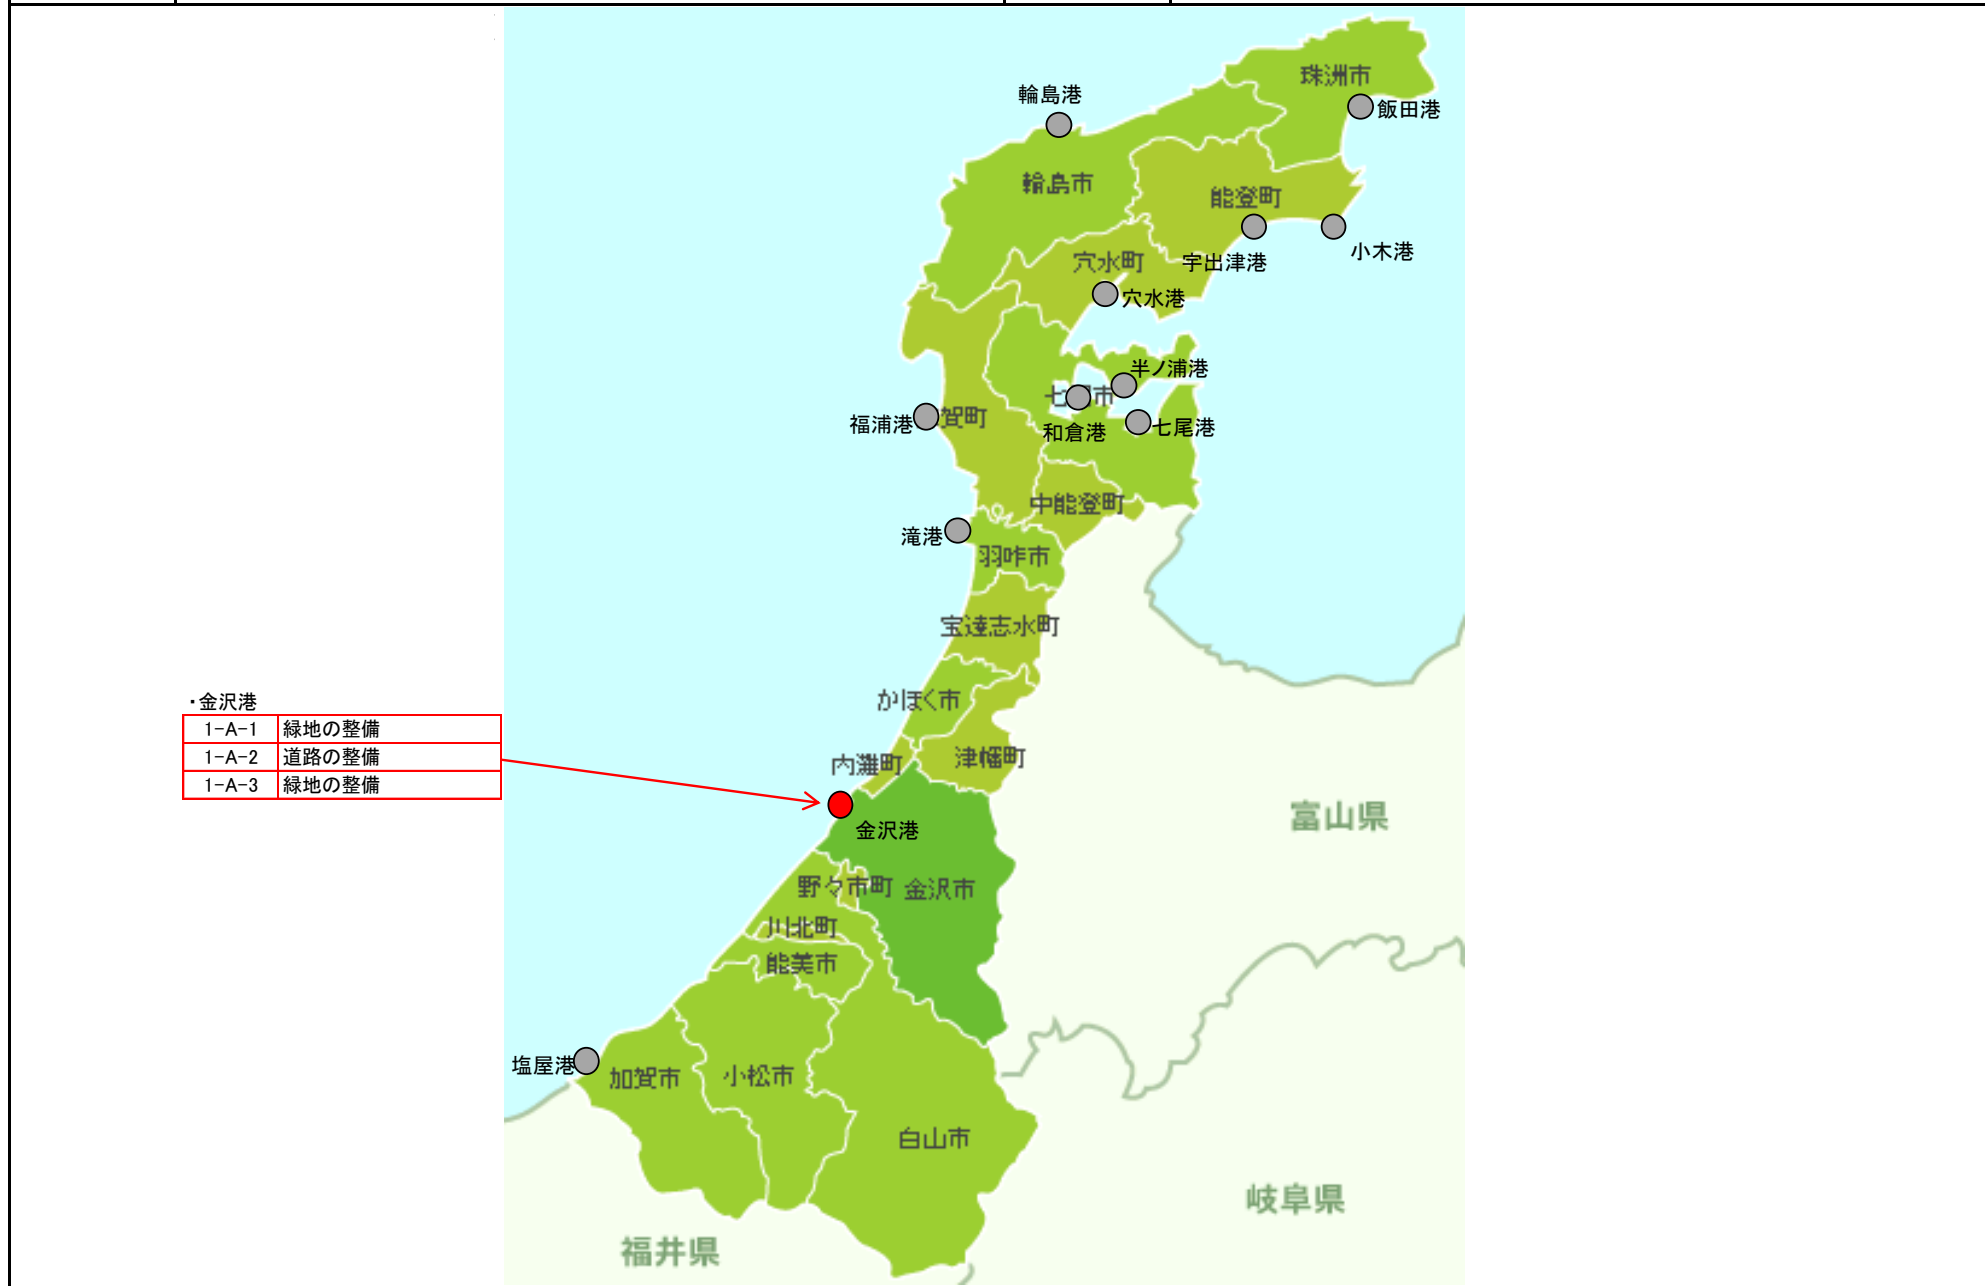 珠洲市
輪島港
飯田港
輪島市
能登町
小木港
穴水町
宇出津港
穴水港
半ノ浦港
七 市
福浦港
賀町
和倉港
七尾港
中能登町
滝港
羽咋市
宝達志水町
かほく市
・金沢港
1-A-1 緑地の整備
1-A-2 道路の整備
1-A-3 緑地の整備
内灘町
津幡町
金沢港
富山県
野々市町
金沢市
川北町
能美市
塩屋港
加賀市
小松市
白山市
岐阜県
福井県